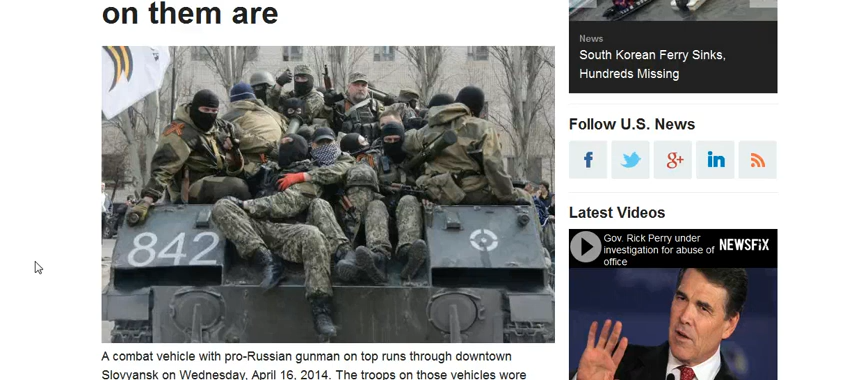 on them are
842
A combat vehicle with pro-Russian gunman on top runs through downtown
Slovyansk on Wednesday, April 16, 2014. The troops on those vehicles wore
News
South Korean Ferry Sinks,
Hundreds Missing
Follow U.S. News
f
g+
in
Latest Videos
Gov. Rick Perry under
investigation for abuse of
office
NEWSFIX